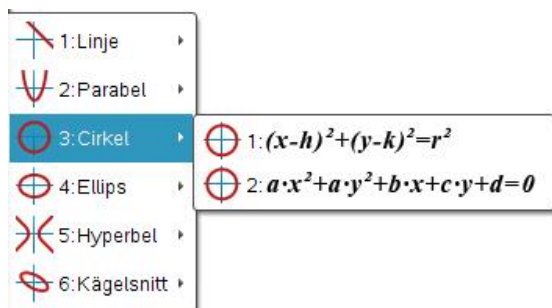 1:Linje
2:Parabel
3:Cirkel
1:(x-h)²+(y-k)²=r²
2:a·x²+a·y²+b·x+c·y+d=0
4:Ellips
5:Hyperbel
6:Kägelsnitt